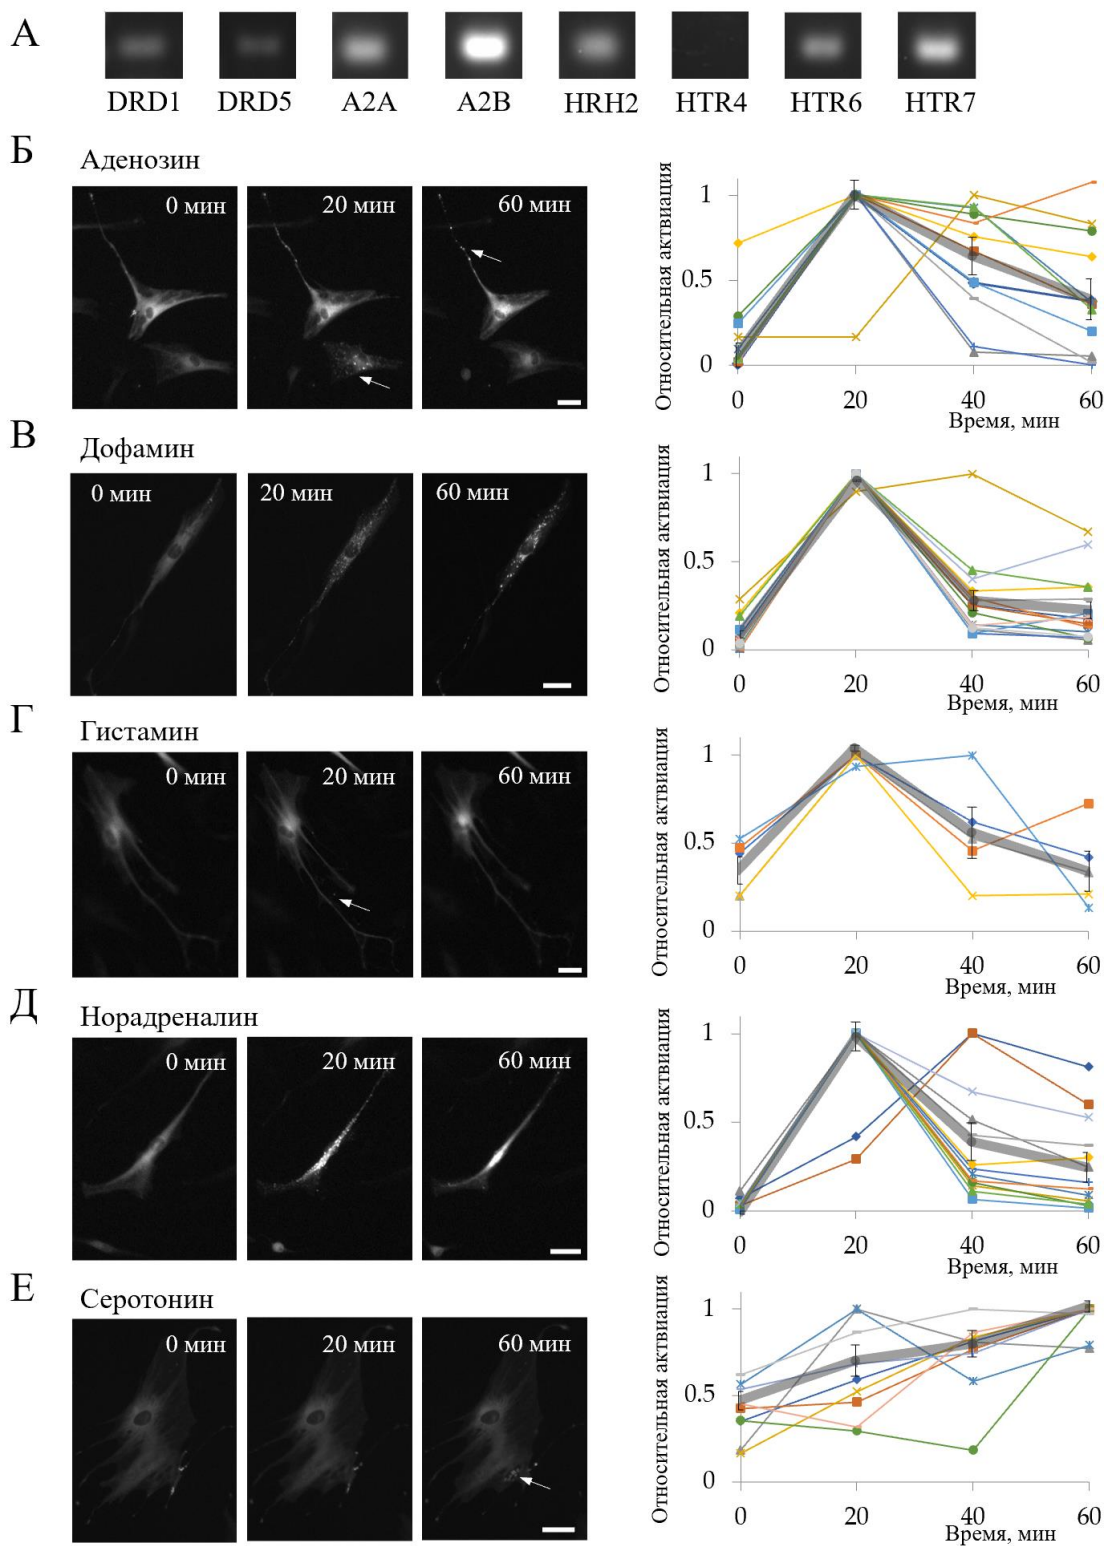 А
DRD1 DRD5 A2A A2B HRH2 HTR4 HTR6 HTR7
Б
Аденозин
0 мин 20 мин 60 мин
Относительная актвиация
1
0.5
0
0 20 40 60
Время, мин
В
Дофамин
0 мин 20 мин 60 мин
Относительная актвиация
1
0.5
0
0 20 40 60
Время, мин
Г
Гистамин
0 мин 20 мин 60 мин
Относительная актвиация
1
0.5
0
0 20 40 60
Время, мин
Д
Норадреналин
0 мин 20 мин 60 мин
Относительная актвиация
1
0.5
0
0 20 40 60
Время, мин
Е
Серотонин
0 мин 20 мин 60 мин
Относительная актвиация
1
0.5
0
0 20 40 60
Время, мин